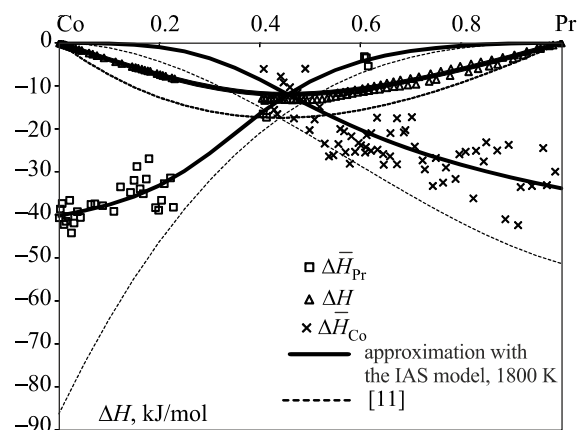 Co 0.2 0.4 0.6 0.8 Pr
0
−10
−20
−30
−40
−50
−60
−70
−80
−90
Δ𝐻̅Pr
ΔH
Δ𝐻̅Co
approximation with
the IAS model, 1800 K
[11]
ΔH, kJ/mol